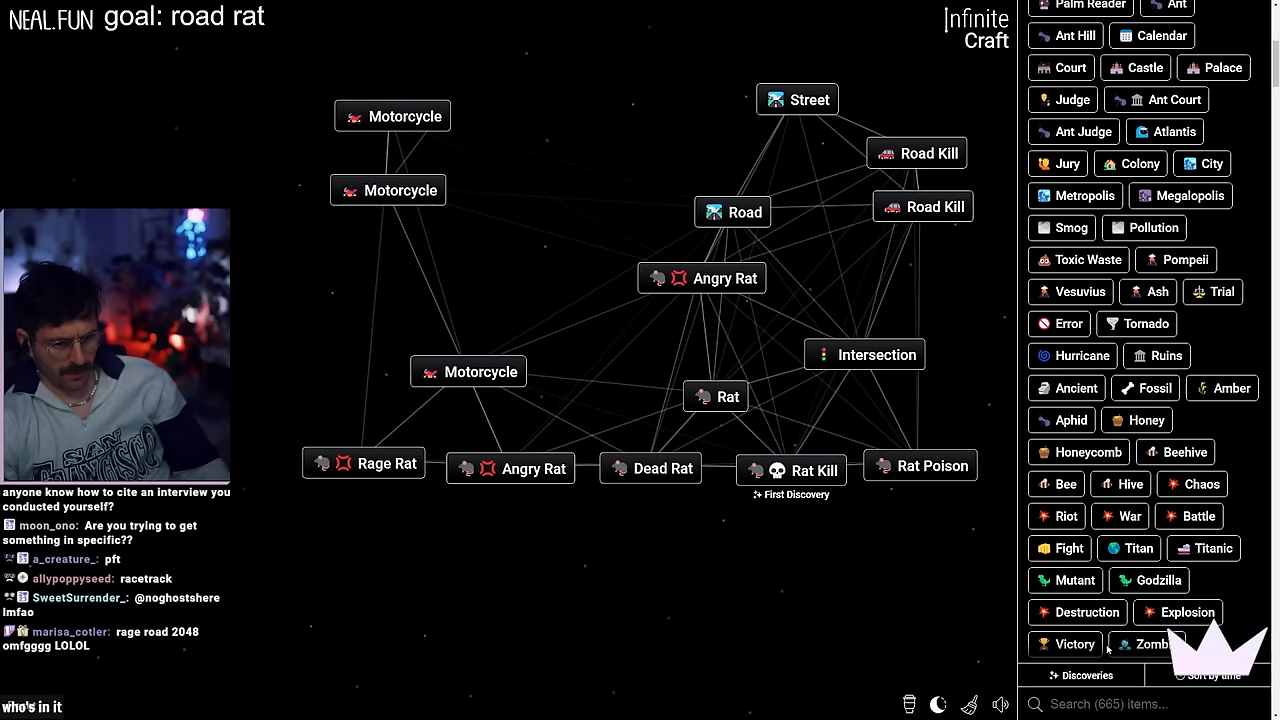 NEAL.FUN goal: road rat
Infinite
Craft
Motorcycle
Street
Road Kill
Motorcycle
Road Kill
Road
Angry Rat
Intersection
Motorcycle
Rat
Rage Rat
Angry Rat
Dead Rat
Rat Kill
Rat Poison
First Discovery
anyone know how to cite an interview you
conducted yourself?
moon_ono: Are you trying to get
something in specific??
a_creature_: pft
allypoppyseed: racetrack
SweetSurrender_: @noghostshere
lmfao
marisa_cotler: rage road 2048
omfgggg LOLOL
who's in it
Palm Reader Ant
Ant Hill Calendar
Court Castle Palace
Judge Ant Court
Ant Judge Atlantis
Jury Colony City
Metropolis Megalopolis
Smog Pollution
Toxic Waste Pompeii
Vesuvius Ash Trial
Error Tornado
Hurricane Ruins
Ancient Fossil Amber
Aphid Honey
Honeycomb Beehive
Bee Hive Chaos
Riot War Battle
Fight Titan Titanic
Mutant Godzilla
Destruction Explosion
Victory Zomb
Discoveries Sort by time
Search (665) items...